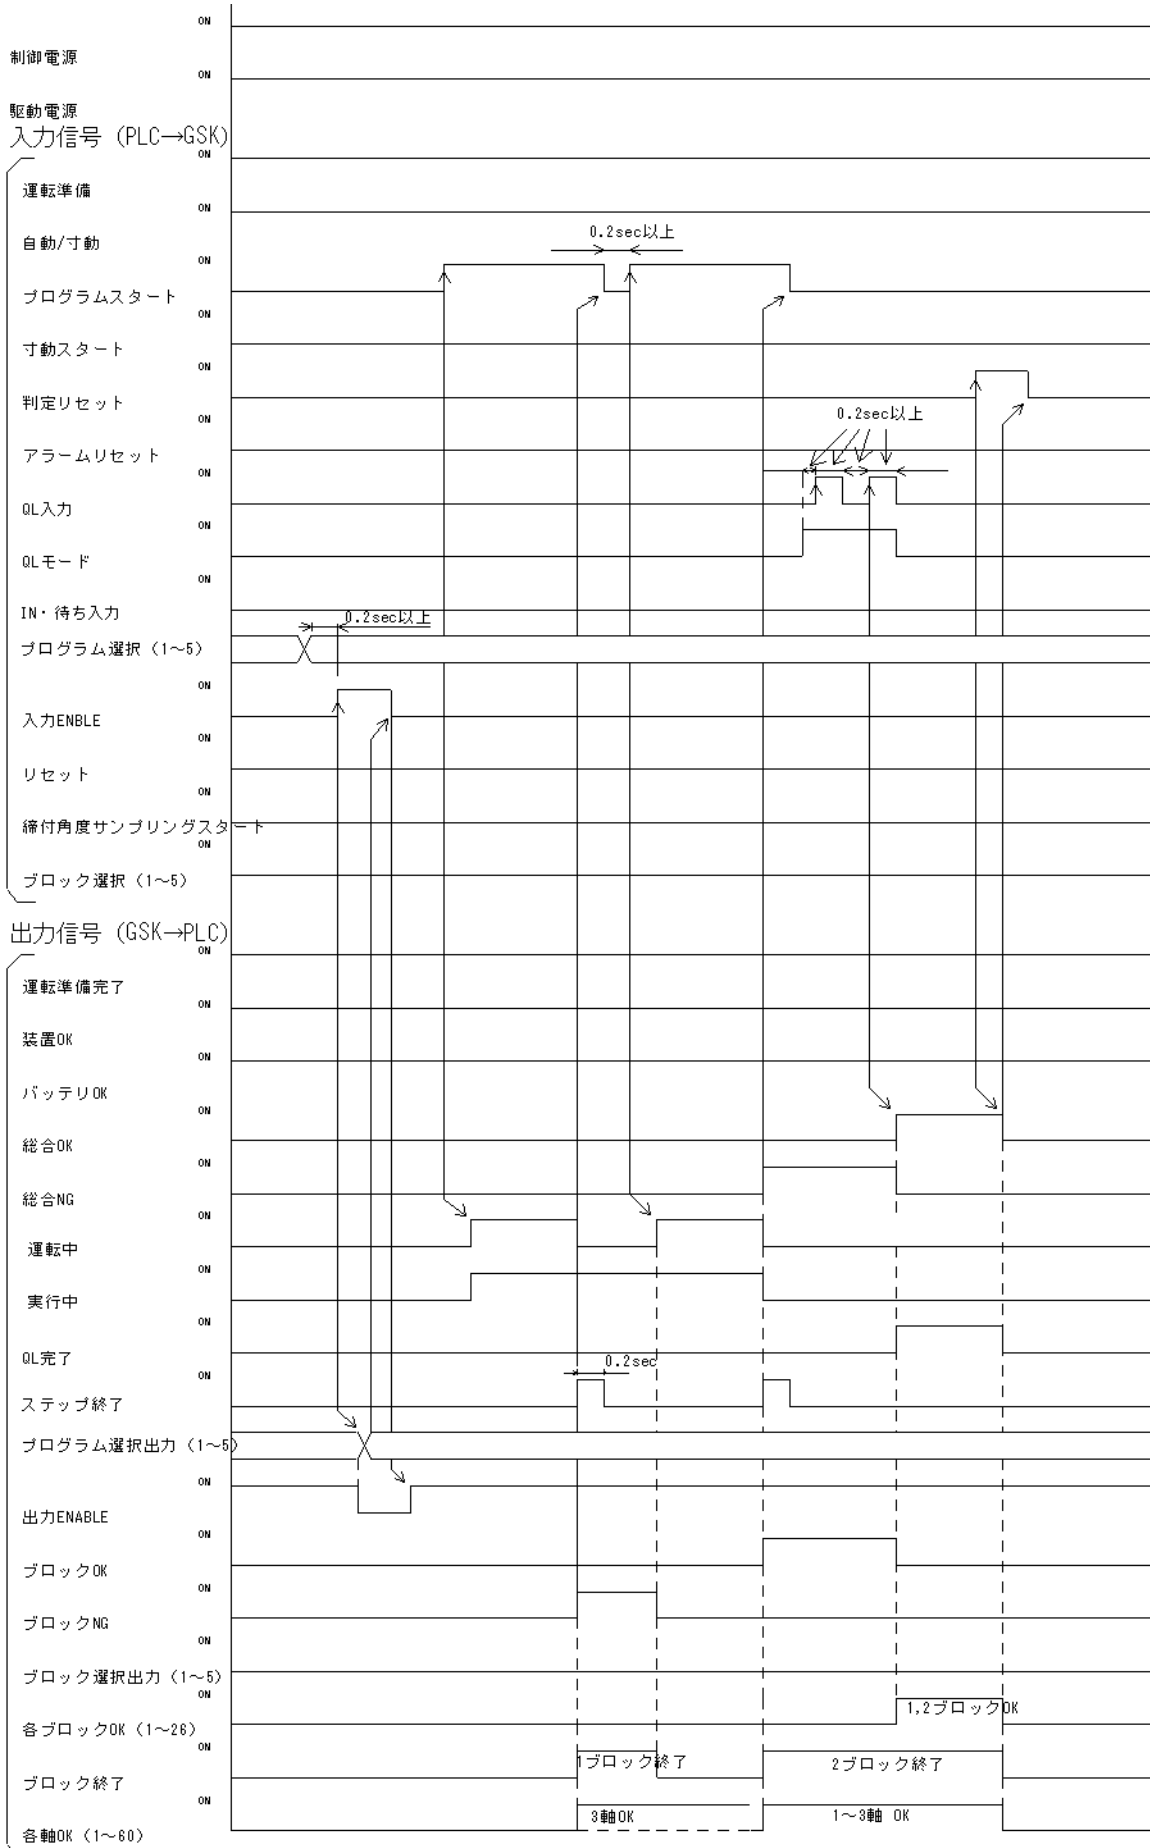 ON
制御電源
ON
駆動電源
入力信号 (PLC→GSK)
ON
運転準備
ON
自動/寸動
0.2sec以上
ON
プログラムスタート
ON
寸動スタート
ON
判定リセット
0.2sec以上
ON
アラームリセット
ON
QL入力
ON
QLモード
ON
IN・待ち入力
0.2sec以上
プログラム選択 (1～5)
ON
入力ENBLE
ON
リセット
ON
締付角度サンプリングスタート
ON
ブロック選択 (1～5)
出力信号 (GSK→PLC)
ON
運転準備完了
ON
装置OK
ON
バッテリOK
ON
総合OK
ON
総合NG
ON
運転中
ON
実行中
ON
QL完了
0.2sec
ON
ステップ終了
プログラム選択出力 (1～5)
ON
出力ENABLE
ON
ブロックOK
ON
ブロックNG
ON
ブロック選択出力 (1～5)
ON
1,2ブロックOK
各ブロックOK (1～26)
ON
1ブロック終了 2ブロック終了
ブロック終了
ON
3軸OK 1～3軸 OK
各軸OK (1～60)